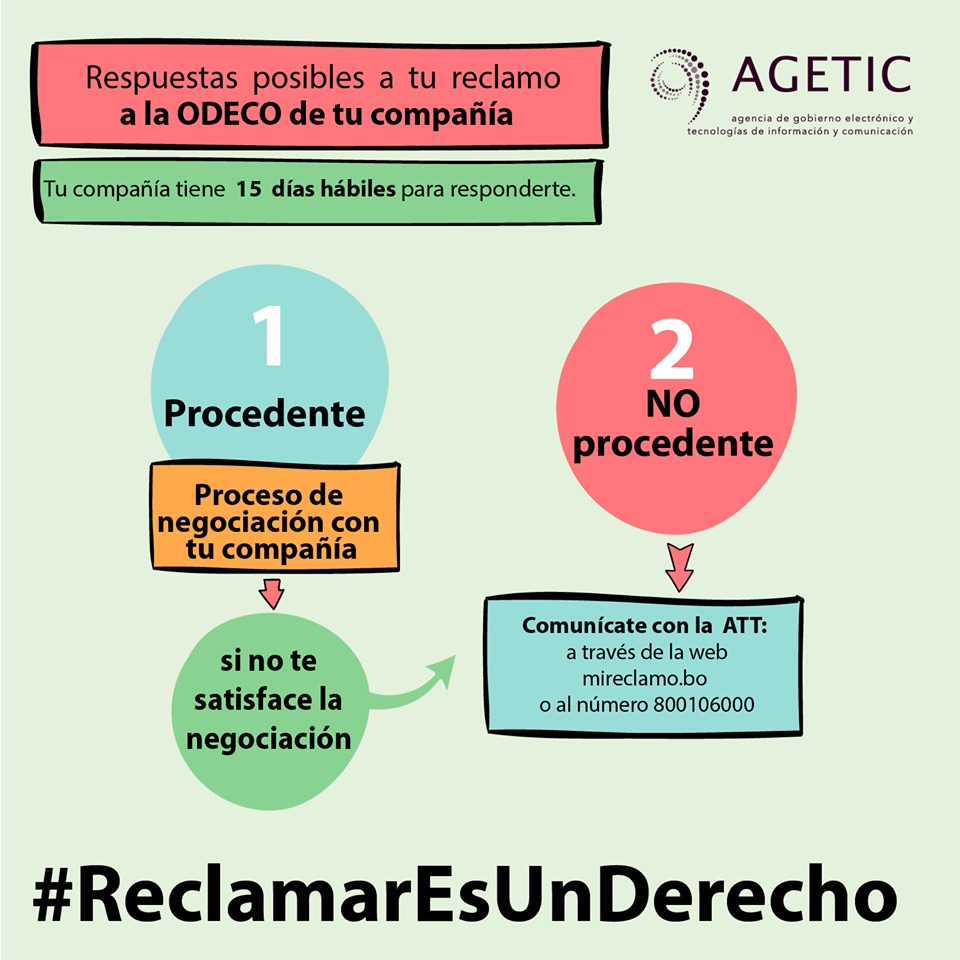 Respuestas posibles a tu reclamo
a la ODECO de tu compañía
AGETIC
agencia de gobierno electrónico y
tecnologías de información y comunicación
Tu compañía tiene 15 días hábiles para responderte.
1
Procedente
Proceso de
negociación con
tu compañía
si no te
satisface la
negociación
2
NO
procedente
Comunícate con la ATT:
a través de la web
mireclamo.bo
o al número 800106000
#ReclamarEsUnDerecho